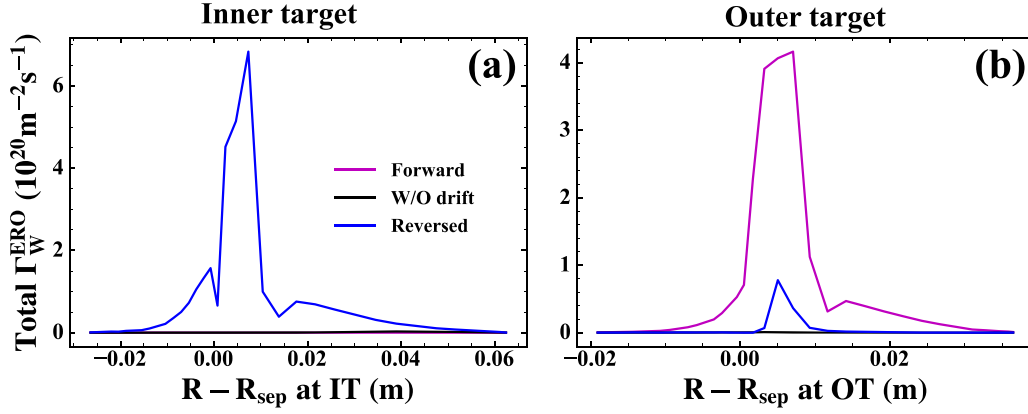 Inner target
Outer target
Total Γ_W^ERO (10^20 m^−2 s^−1)
6
4
2
0
(a)
Forward
W/O drift
Reversed
−0.02
0.00
0.02
0.04
0.06
R − R_sep at IT (m)
4
3
2
1
0
(b)
−0.02
0.00
0.02
R − R_sep at OT (m)